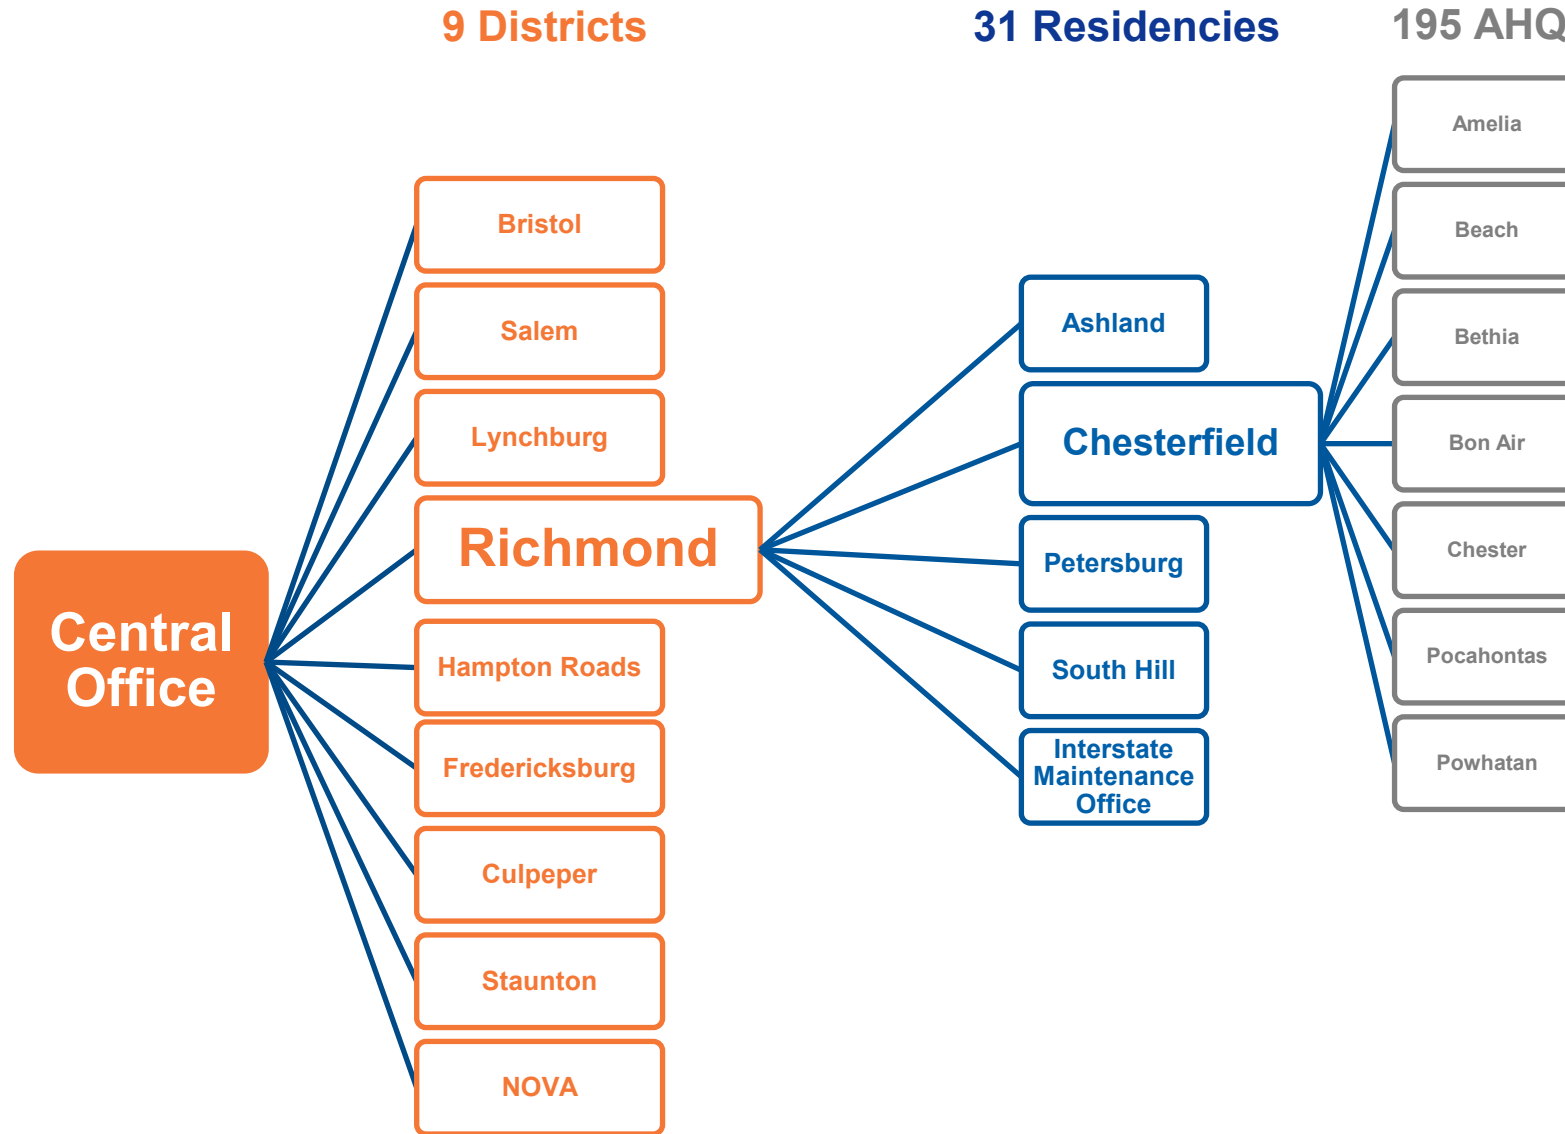 9 Districts
31 Residencies
195 AHQ
Central
Office
Bristol
Salem
Lynchburg
Richmond
Hampton Roads
Fredericksburg
Culpeper
Staunton
NOVA
Ashland
Chesterfield
Petersburg
South Hill
Interstate
Maintenance
Office
Amelia
Beach
Bethia
Bon Air
Chester
Pocahontas
Powhatan